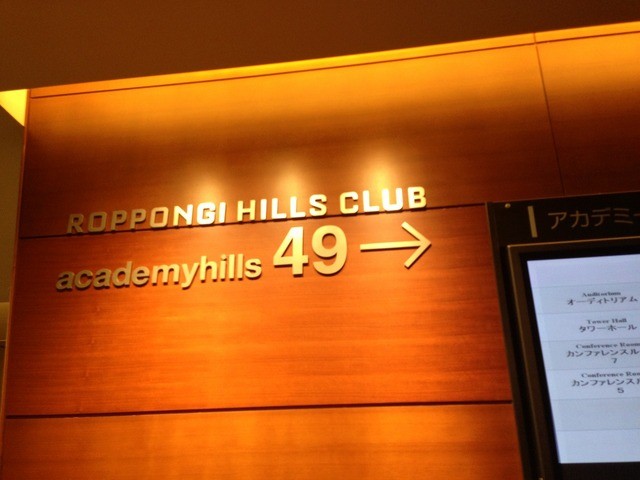 ROPPONGI HILLS CLUB
academyhills 49 →
アカデミ
Auditorium
オーディトリアム
Tower Hall
タワーホール
Conference Room
カンファレンスル
7
Conference Ro
カンファレンスル
5